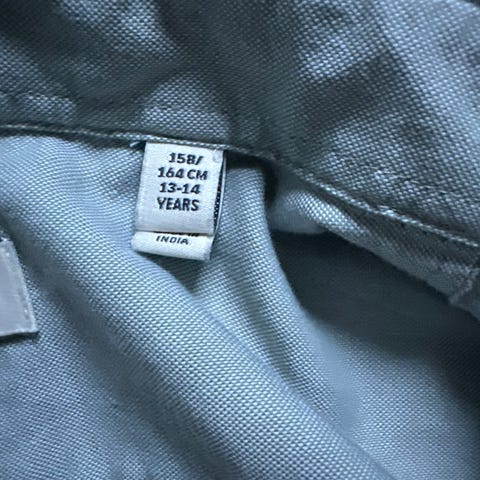 158/
164 CM
13-14
YEARS
INDIA